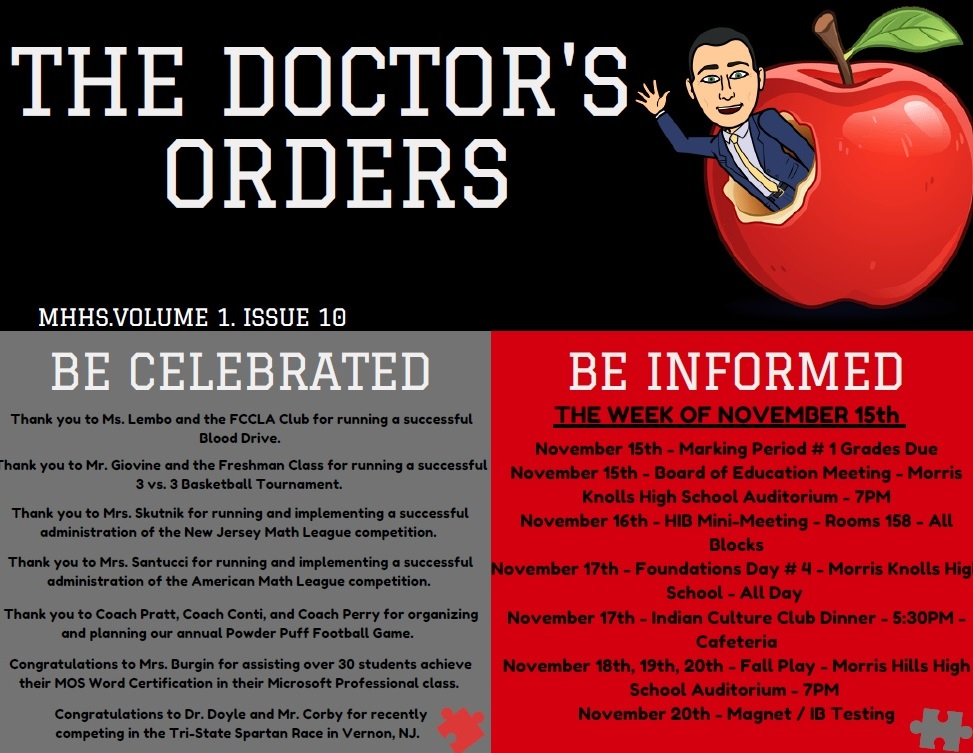 THE DOCTOR'S
ORDERS
MHHS.VOLUME 1. ISSUE 10
BE CELEBRATED
Thank you to Ms. Lembo and the FCCLA Club for running a successful
Blood Drive.
Thank you to Mr. Giovine and the Freshman Class for running a successful
3 vs. 3 Basketball Tournament.
Thank you to Mrs. Skutnik for running and implementing a successful
administration of the New Jersey Math League competition.
Thank you to Mrs. Santucci for running and implementing a successful
administration of the American Math League competition.
Thank you to Coach Pratt, Coach Conti, and Coach Perry for organizing
and planning our annual Powder Puff Football Game.
Congratulations to Mrs. Burgin for assisting over 30 students achieve
their MOS Word Certification in their Microsoft Professional class.
Congratulations to Dr. Doyle and Mr. Corby for recently
competing in the Tri-State Spartan Race in Vernon, NJ.
BE INFORMED
THE WEEK OF NOVEMBER 15th
November 15th - Marking Period # 1 Grades Due
November 15th - Board of Education Meeting - Morris
Knolls High School Auditorium - 7PM
November 16th - HIB Mini-Meeting - Rooms 158 - All
Blocks
November 17th - Foundations Day # 4 - Morris Knolls Hig
School - All Day
November 17th - Indian Culture Club Dinner - 5:30PM -
Cafeteria
November 18th, 19th, 20th - Fall Play - Morris Hills High
School Auditorium - 7PM
November 20th - Magnet / IB Testing